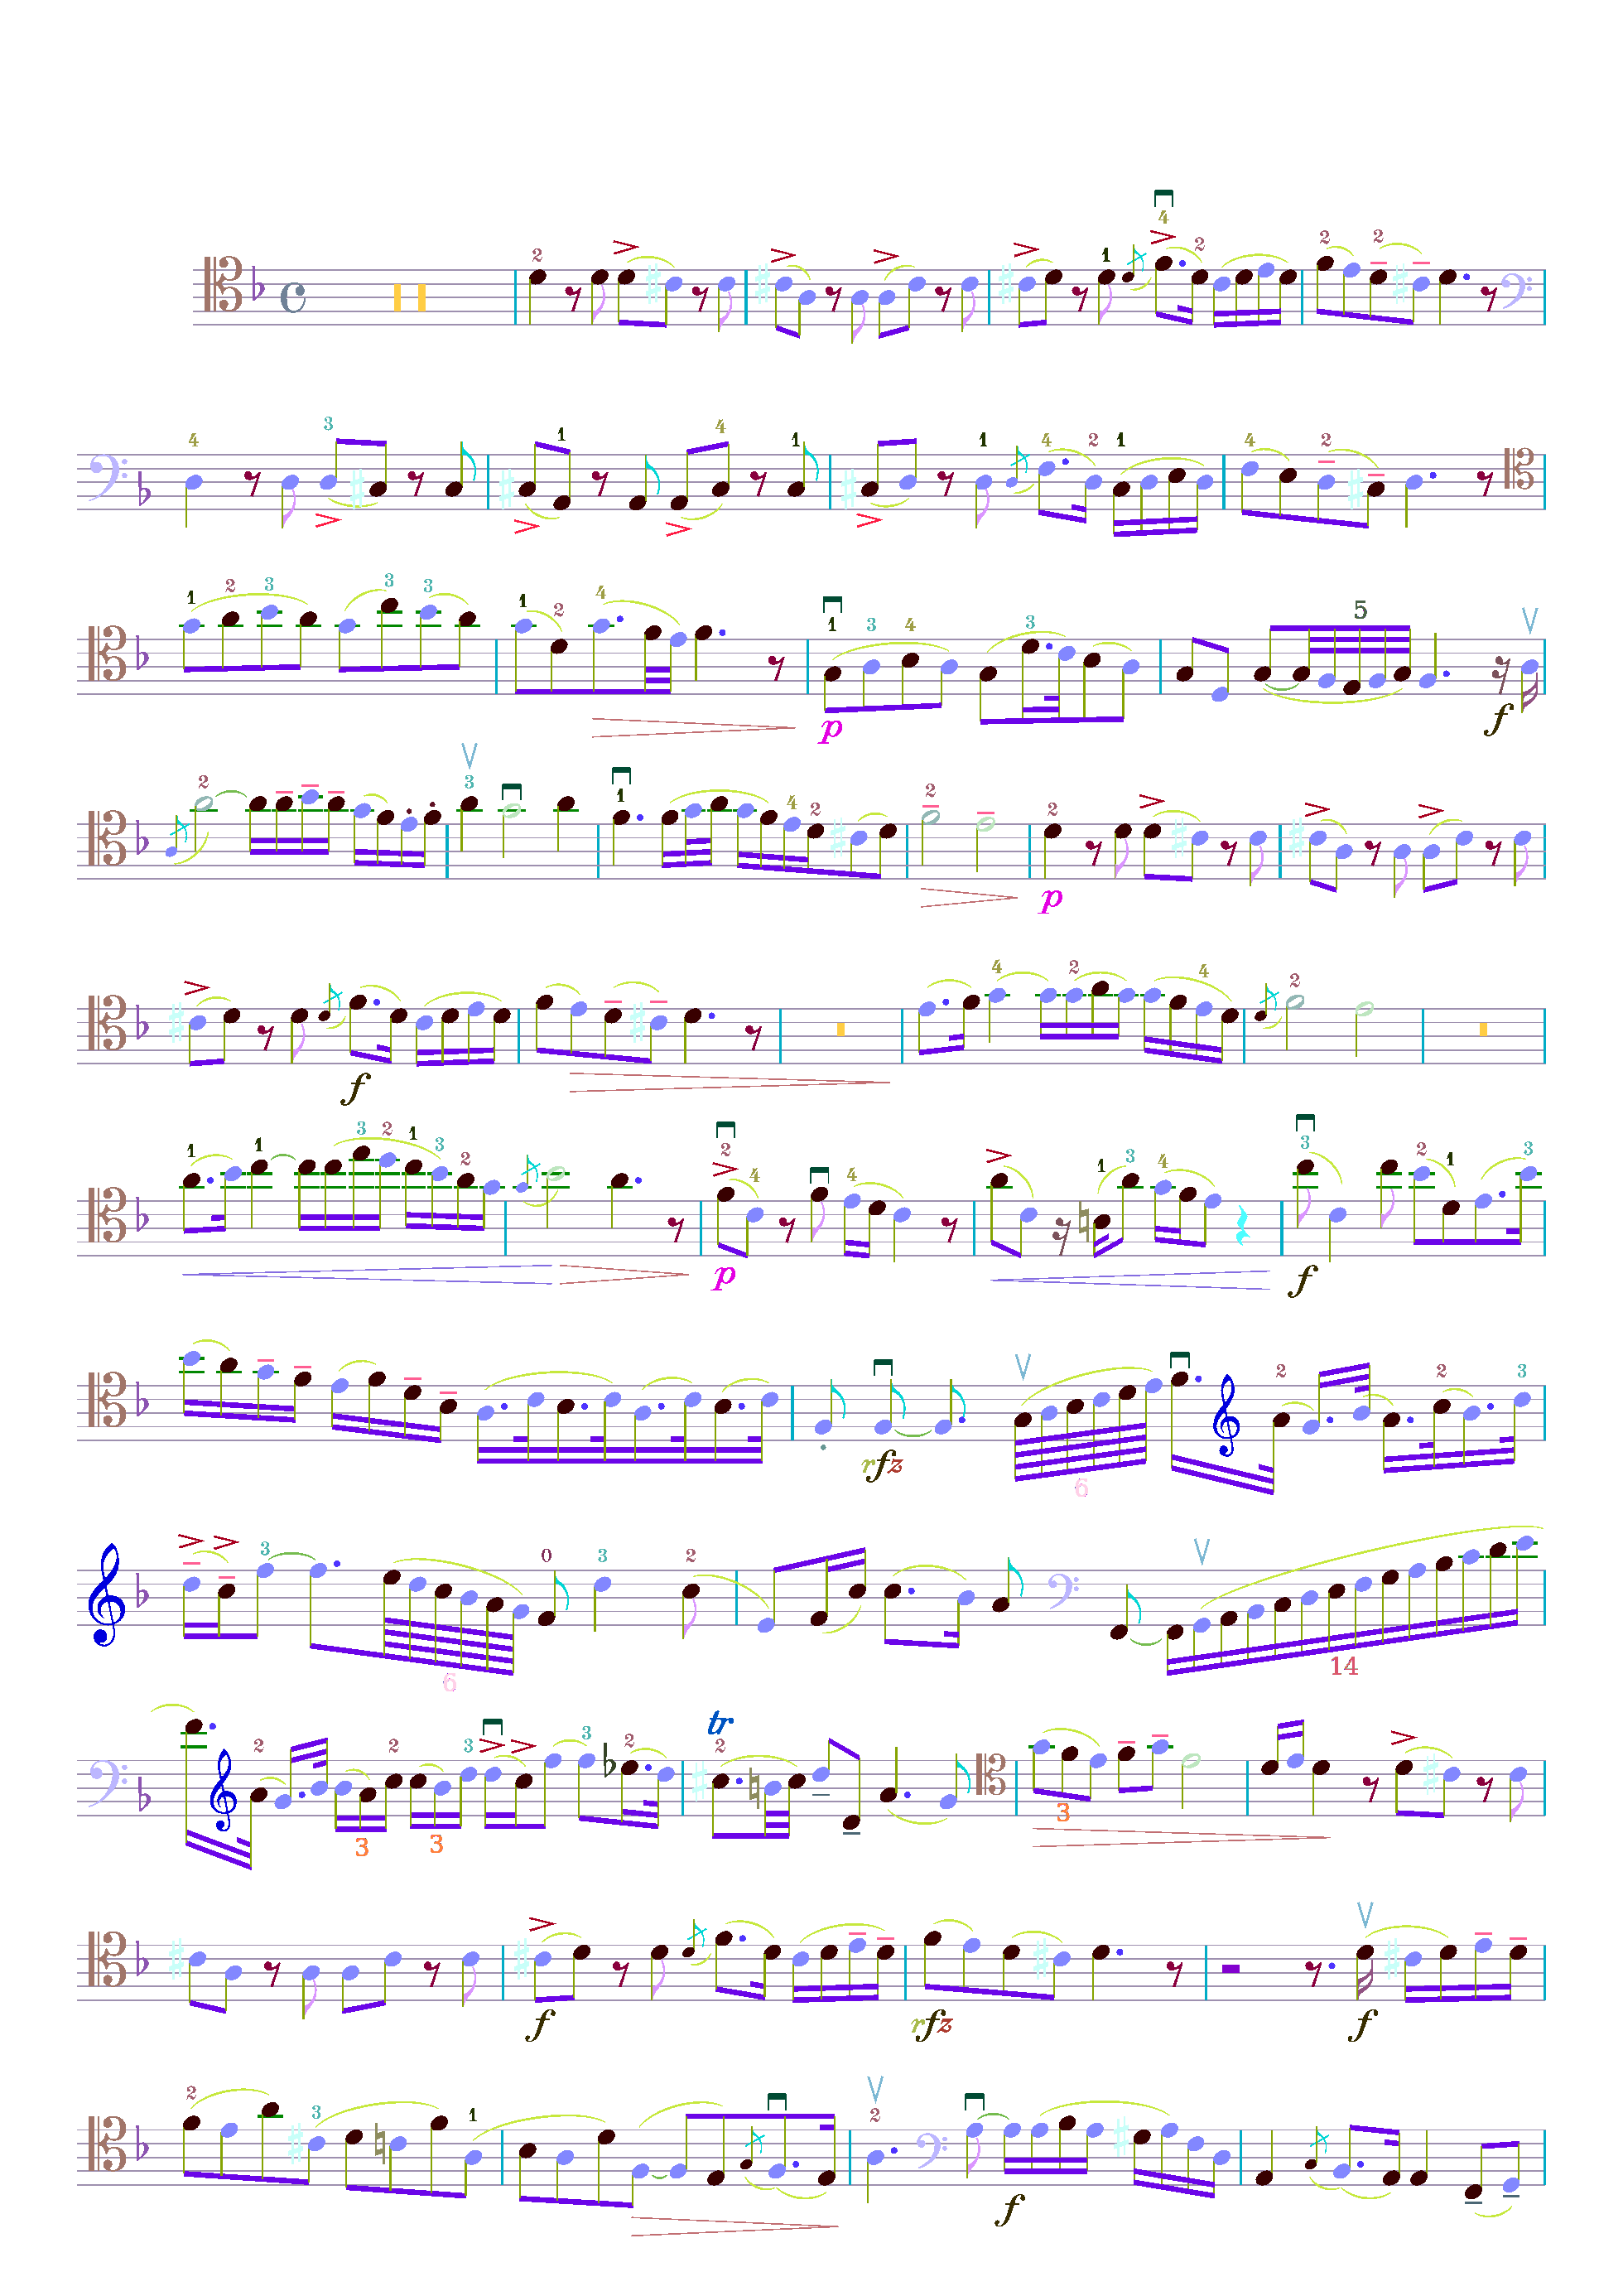 4
2
2 1 2 2 2
4 3 1 4 1 1 4 2 1 4 2
1 2 3 3 3 1 2 4 1 3 4 3 5
p f
2 3 1 4 2 2 2
p
4 2 4 2
f
1 1 3 2 1 3 2 2 4 1 3 4 3 2 1 3
p f
2 2 3
rfz 6
3 0 3 2
6 14
2 2 3 3 2 tr 2
3 3 3
f rfz f
2 3 1 2
f